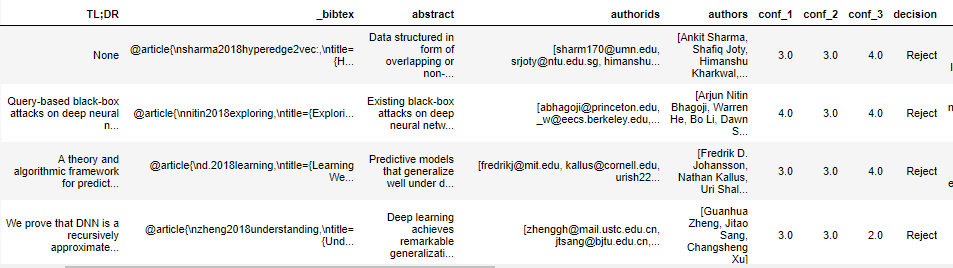 TL;DR _bibtex abstract authorids authors conf_1 conf_2 conf_3 decision
None @article{\nsharma2018hyperedge2vec:,\ntitle={H... Data structured in form of overlapping or non-... [sharm170@umn.edu, srjoty@ntu.edu.sg, himanshu... [Ankit Sharma, Shafiq Joty, Himanshu Kharkwal,... 3.0 3.0 4.0 Reject
Query-based black-box attacks on deep neural n... @article{\nnitin2018exploring,\ntitle={Explori... Existing black-box attacks on deep neural netw... [abhagoji@princeton.edu, _w@eecs.berkeley.edu,... [Arjun Nitin Bhagoji, Warren He, Bo Li, Dawn S... 4.0 3.0 4.0 Reject
A theory and algorithmic framework for predict... @article{\nd.2018learning,\ntitle={Learning We... Predictive models that generalize well under d... [fredrikj@mit.edu, kallus@cornell.edu, urish22... [Fredrik D. Johansson, Nathan Kallus, Uri Shal... 3.0 3.0 4.0 Reject
We prove that DNN is a recursively approximate... @article{\nzheng2018understanding,\ntitle={Und... Deep learning achieves remarkable generalizati... [zhenggh@mail.ustc.edu.cn, jtsang@bjtu.edu.cn,... [Guanhua Zheng, Jitao Sang, Changsheng Xu] 3.0 3.0 2.0 Reject